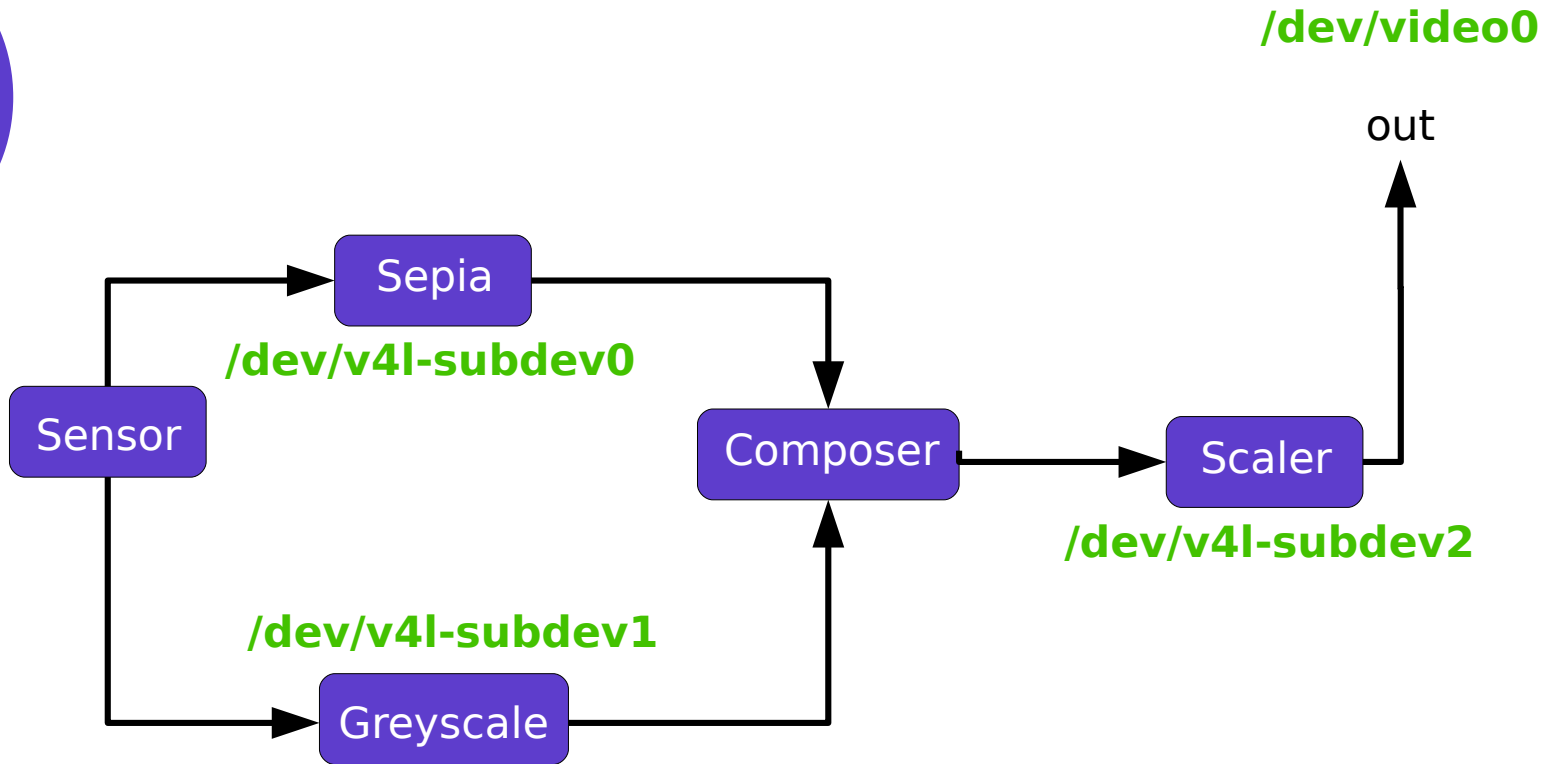 /dev/video0
out
Sepia
/dev/v4l-subdev0
Sensor
Composer
Scaler
/dev/v4l-subdev2
/dev/v4l-subdev1
Greyscale